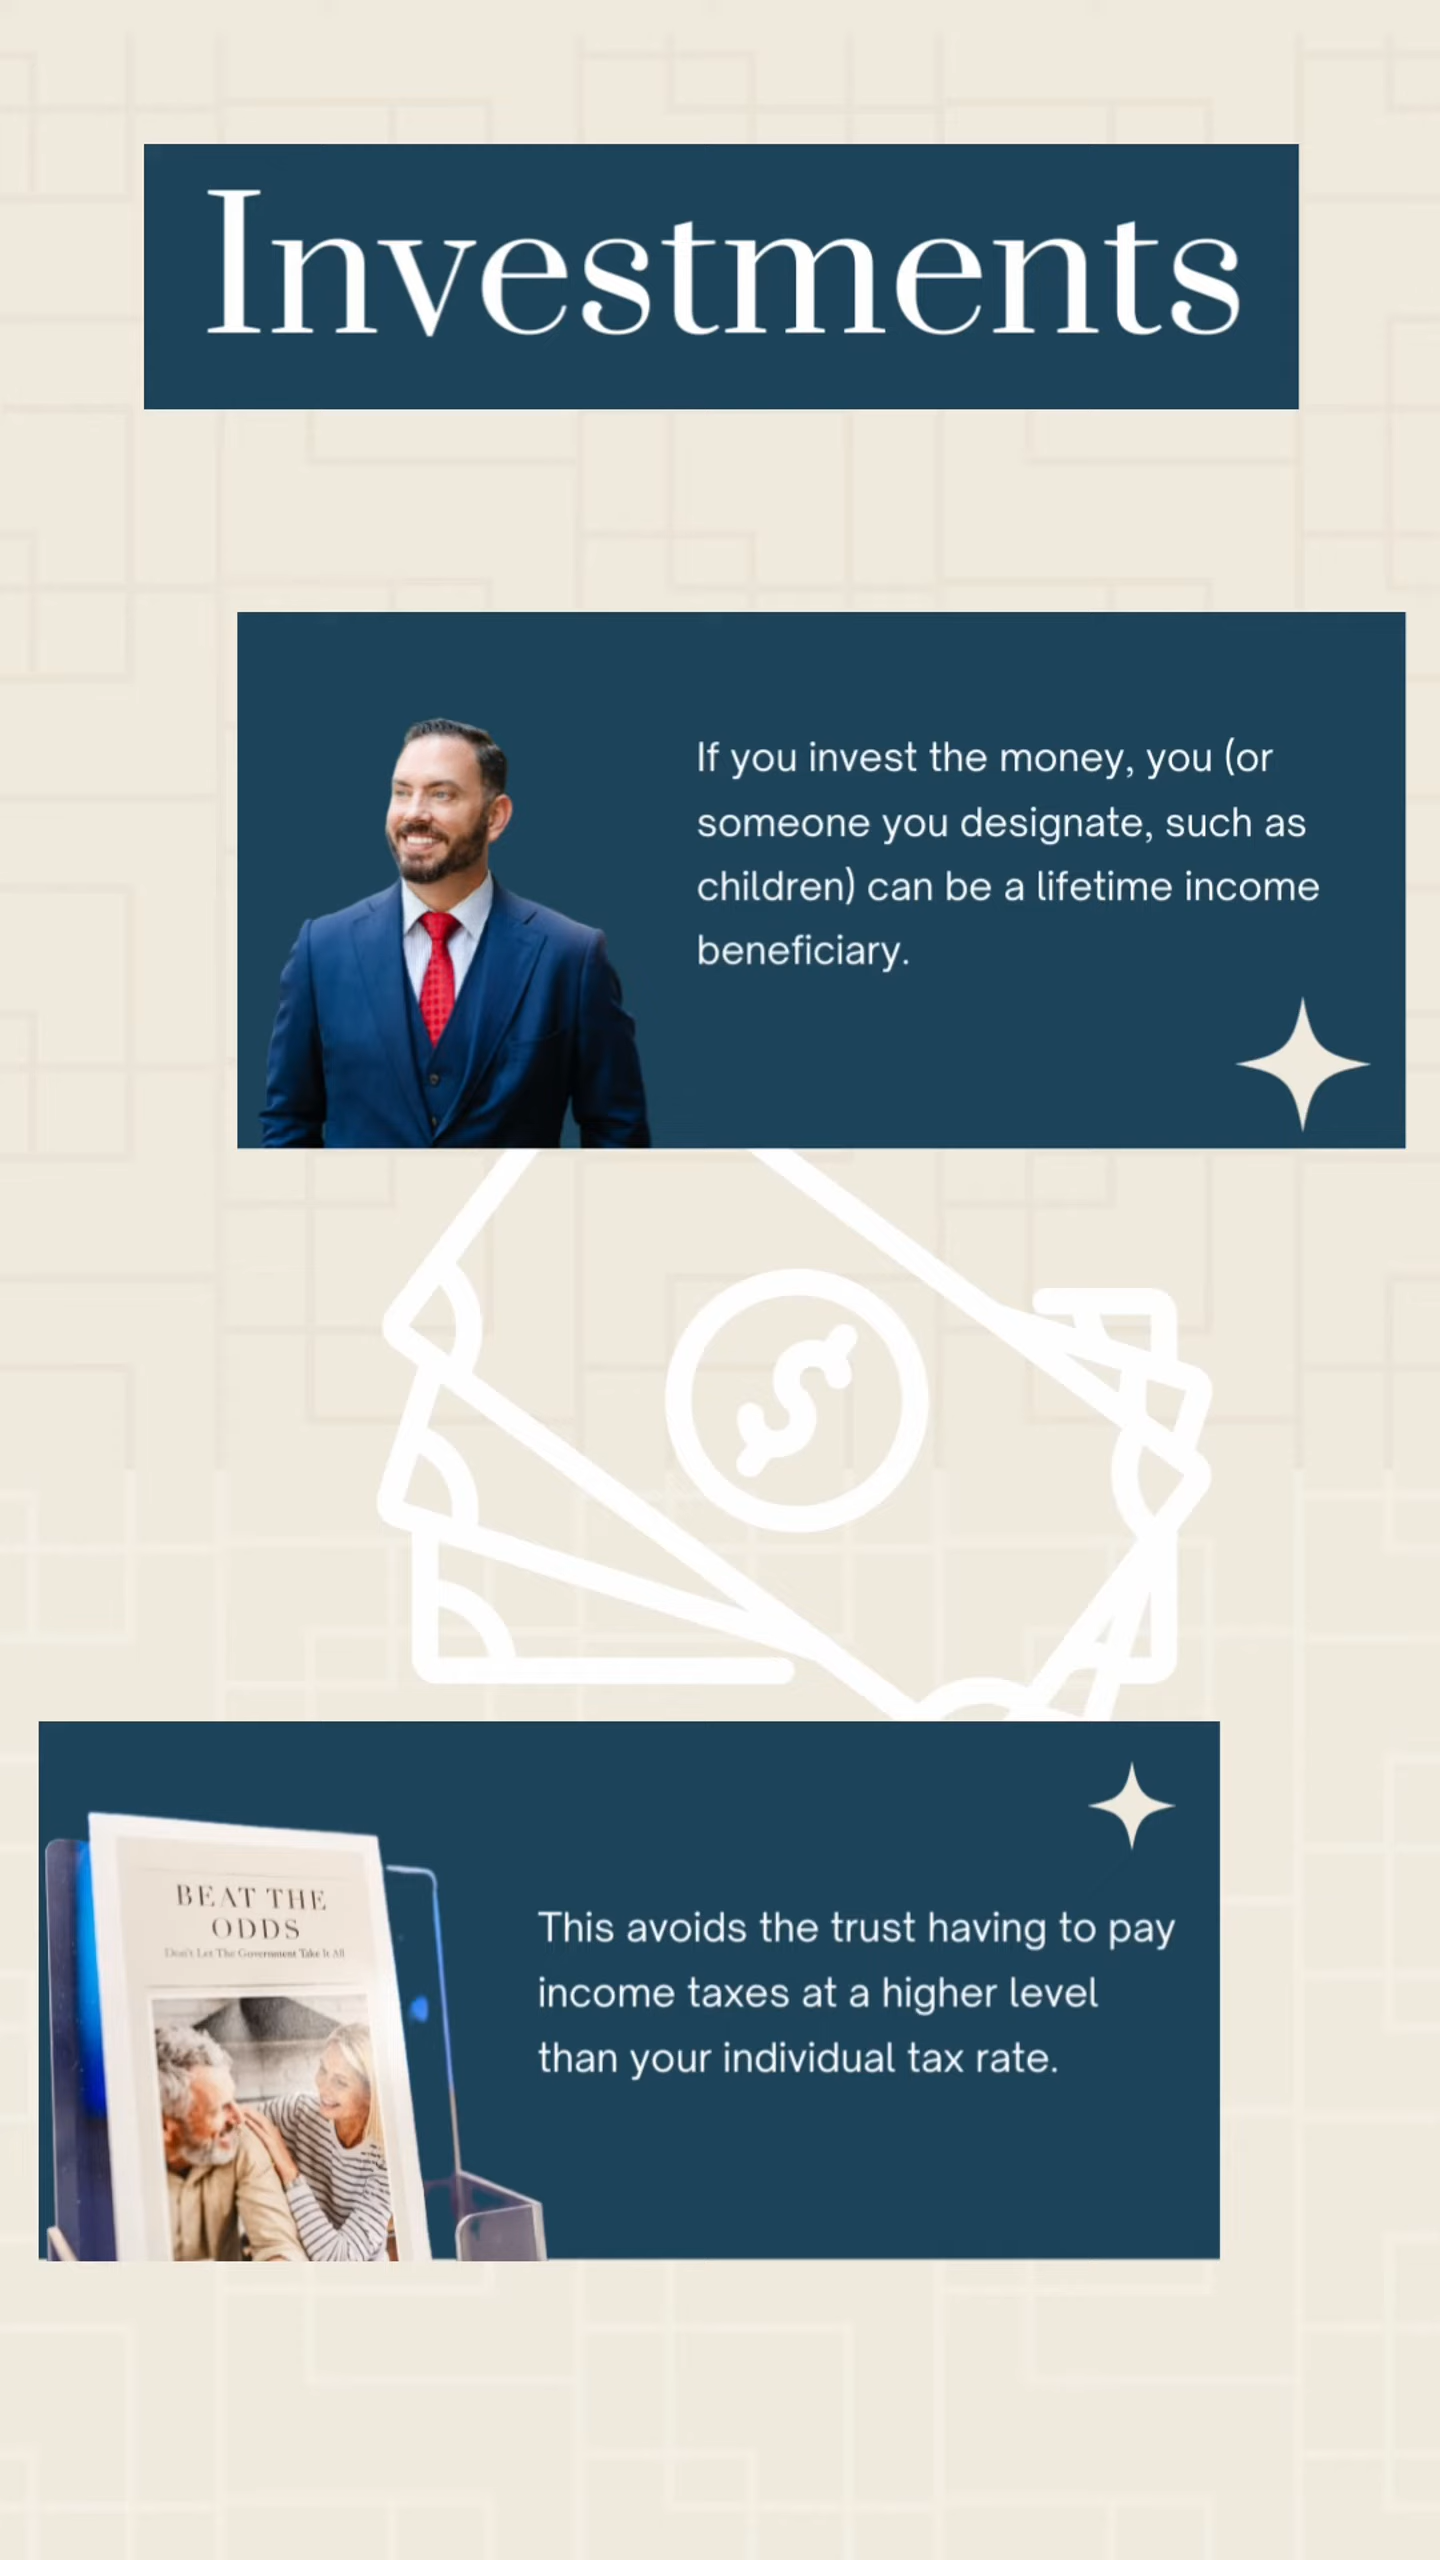 Investments
If you invest the money, you (or
someone you designate, such as
children) can be a lifetime income
beneficiary.
BEAT THE
ODDS
Don't Let The Government Take It All
This avoids the trust having to pay
income taxes at a higher level
than your individual tax rate.